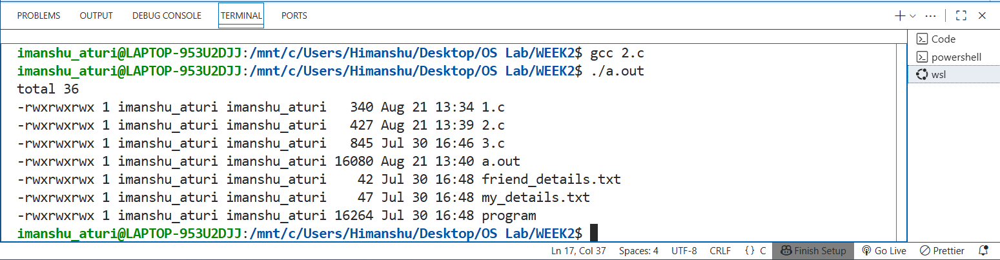 PROBLEMS OUTPUT DEBUG CONSOLE TERMINAL PORTS
imanshu_aturi@LAPTOP-953U2DJJ:/mnt/c/Users/Himanshu/Desktop/OS Lab/WEEK2$ gcc 2.c
imanshu_aturi@LAPTOP-953U2DJJ:/mnt/c/Users/Himanshu/Desktop/OS Lab/WEEK2$ ./a.out
total 36
-rwxrwxrwx 1 imanshu_aturi imanshu_aturi   340 Aug 21 13:34 1.c
-rwxrwxrwx 1 imanshu_aturi imanshu_aturi   427 Aug 21 13:39 2.c
-rwxrwxrwx 1 imanshu_aturi imanshu_aturi   845 Jul 30 16:46 3.c
-rwxrwxrwx 1 imanshu_aturi imanshu_aturi 16080 Aug 21 13:40 a.out
-rwxrwxrwx 1 imanshu_aturi imanshu_aturi    42 Jul 30 16:48 friend_details.txt
-rwxrwxrwx 1 imanshu_aturi imanshu_aturi    47 Jul 30 16:48 my_details.txt
-rwxrwxrwx 1 imanshu_aturi imanshu_aturi 16264 Jul 30 16:48 program
imanshu_aturi@LAPTOP-953U2DJJ:/mnt/c/Users/Himanshu/Desktop/OS Lab/WEEK2$
Code
powershell
wsl
Ln 17, Col 37 Spaces: 4 UTF-8 CRLF {} C Finish Setup Go Live Prettier